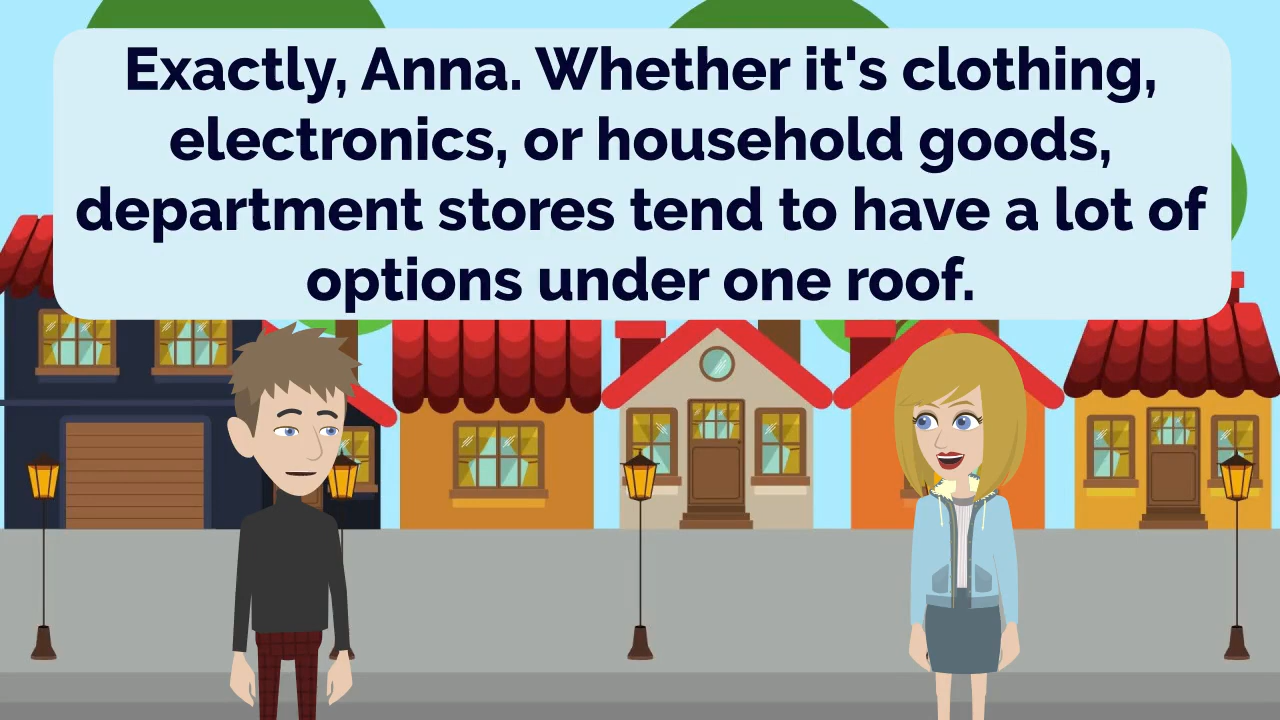 Exactly, Anna. Whether it's clothing,
electronics, or household goods,
department stores tend to have a lot of
options under one roof.